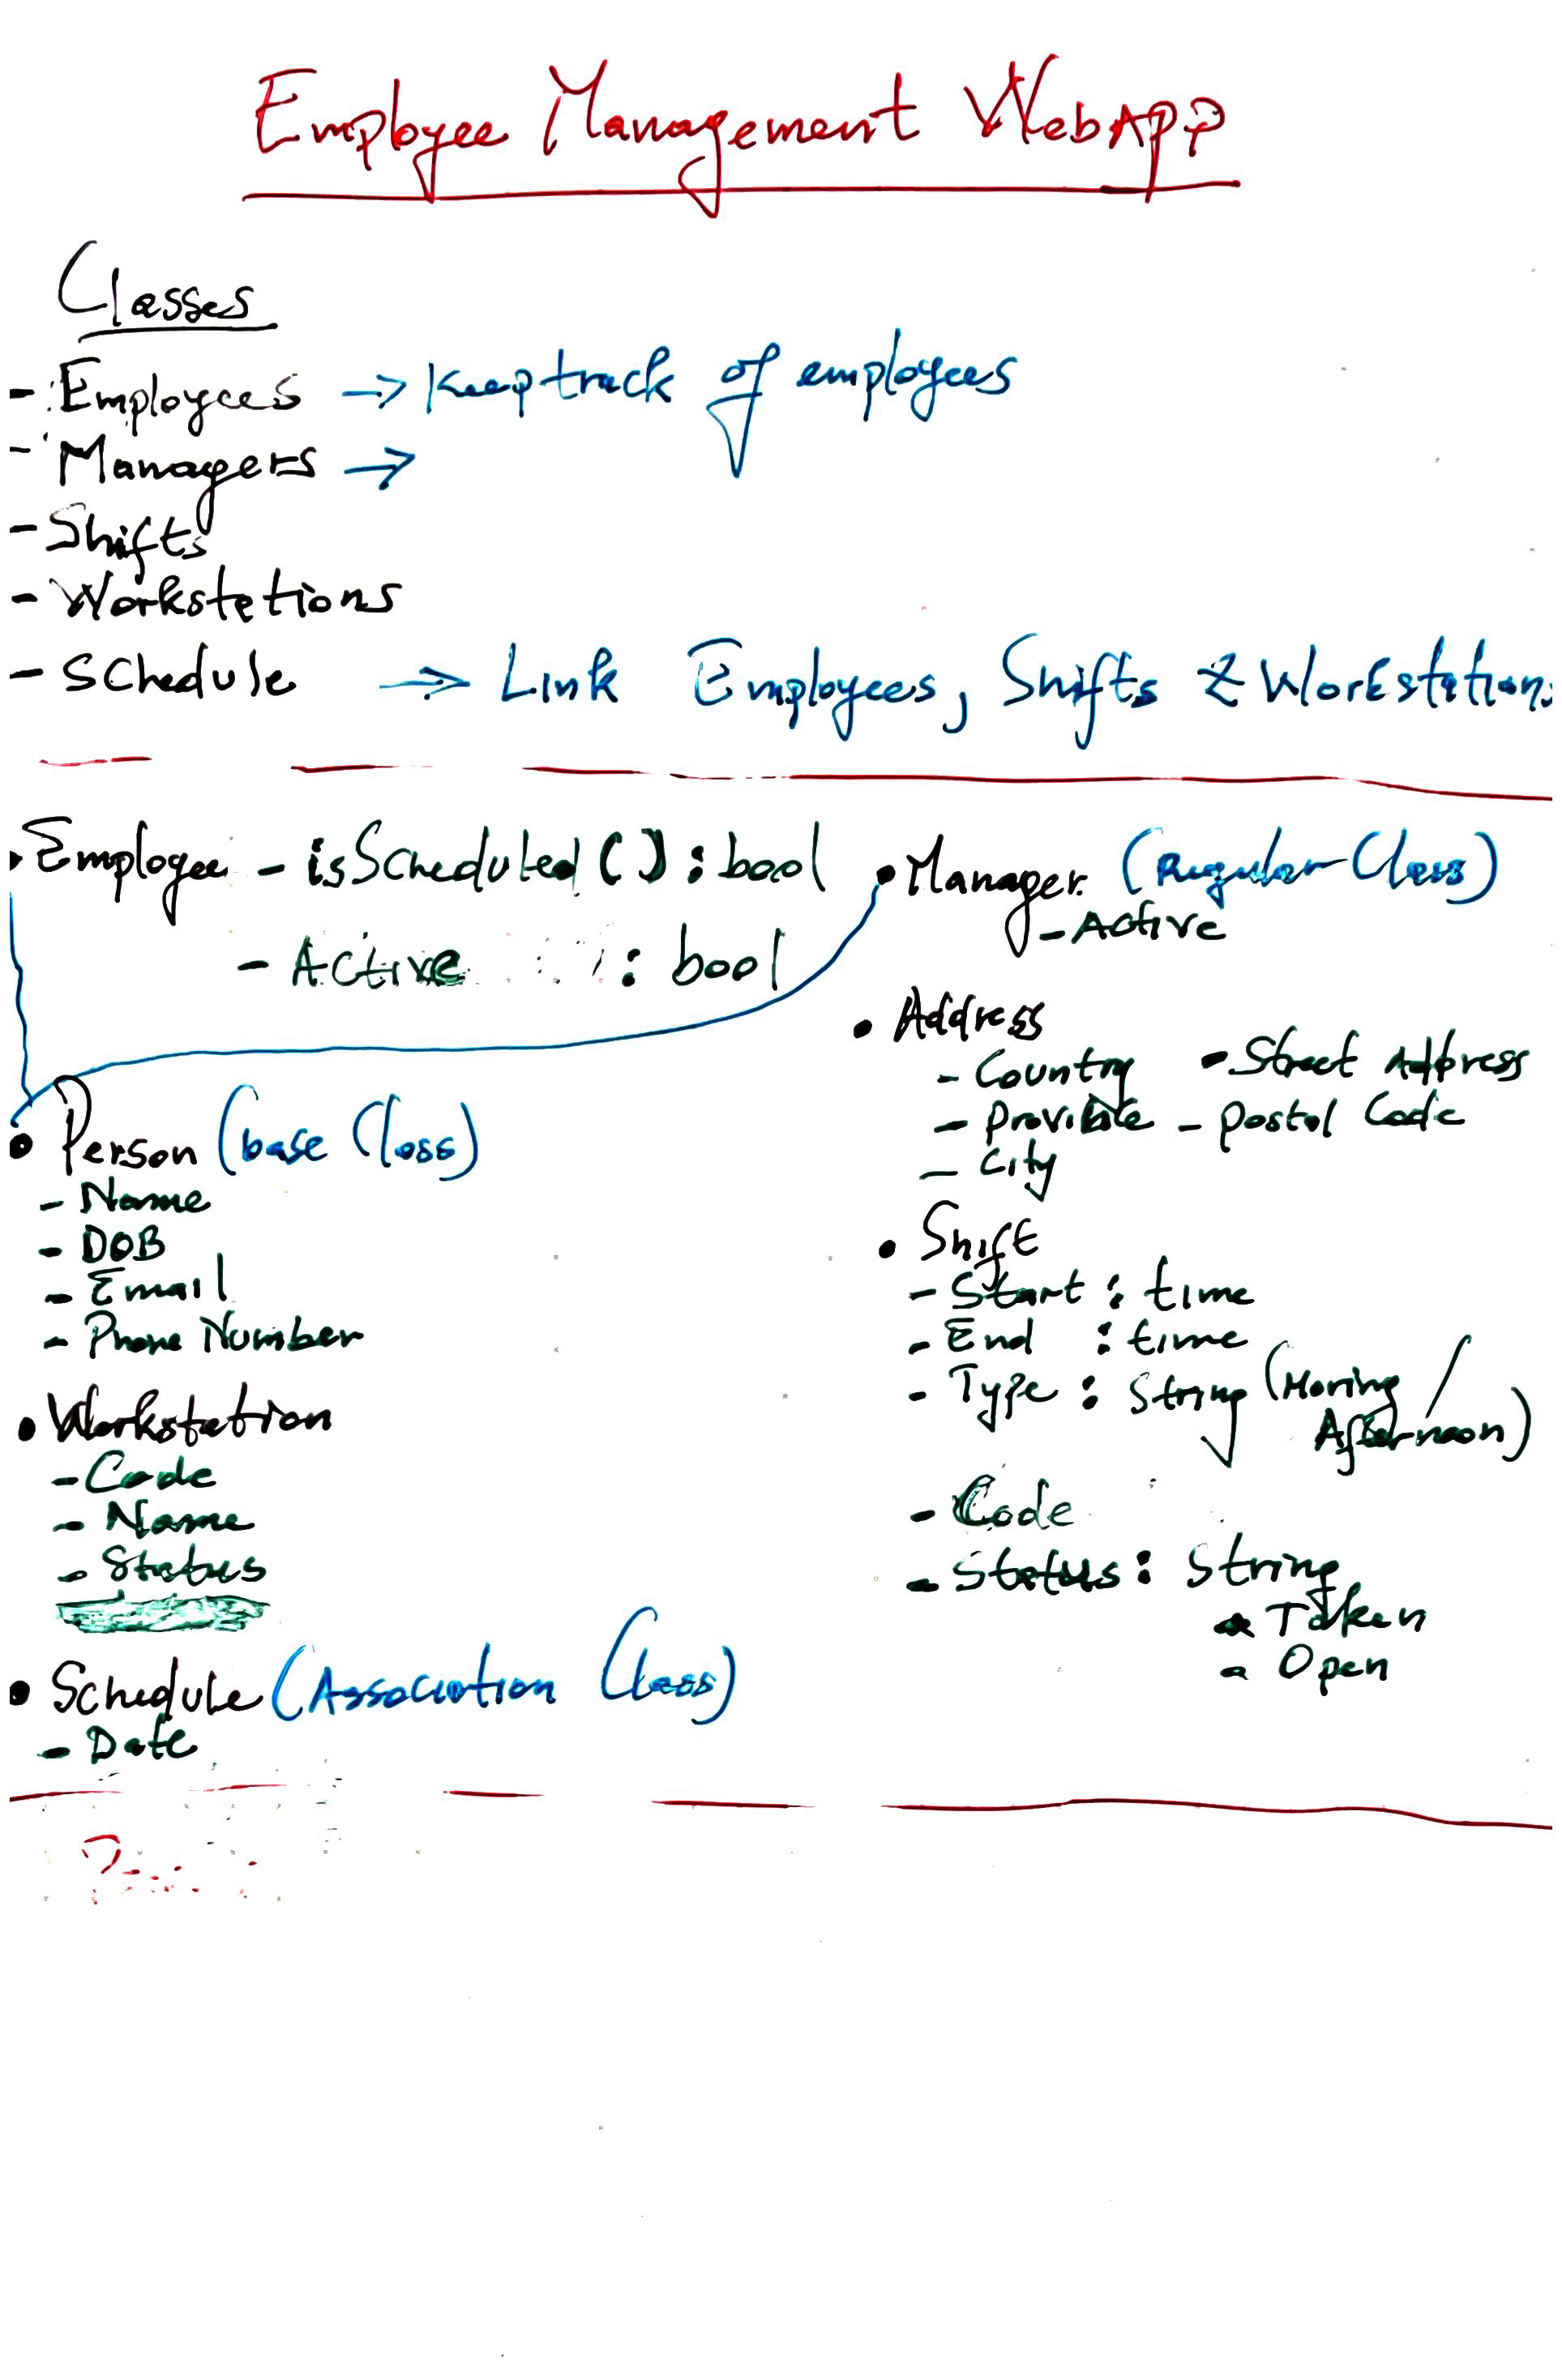 Employee Management WebApp
Classes
- Employees → Keep track of employees
- Managers →
- Shifts
- Workstetions
- Schedule → Link Employees, Shifts & Workstations
• Employee - isScheduled () : bool
- Active : bool
• Manager (Regular Class)
- Active
• Person (base Class)
- Name
- DOB
- Email
- Phone Number
• Workstation
- Code
- Name
- Status
• Schedule (Association Class)
- Date
• Address
- Country - Street Address
- Province - Postal Code
- City
• Shift
- Start : time
- End : time
- Type : String (Moring /
Afternoon)
- Code
- Status : String
- Taken
- Open